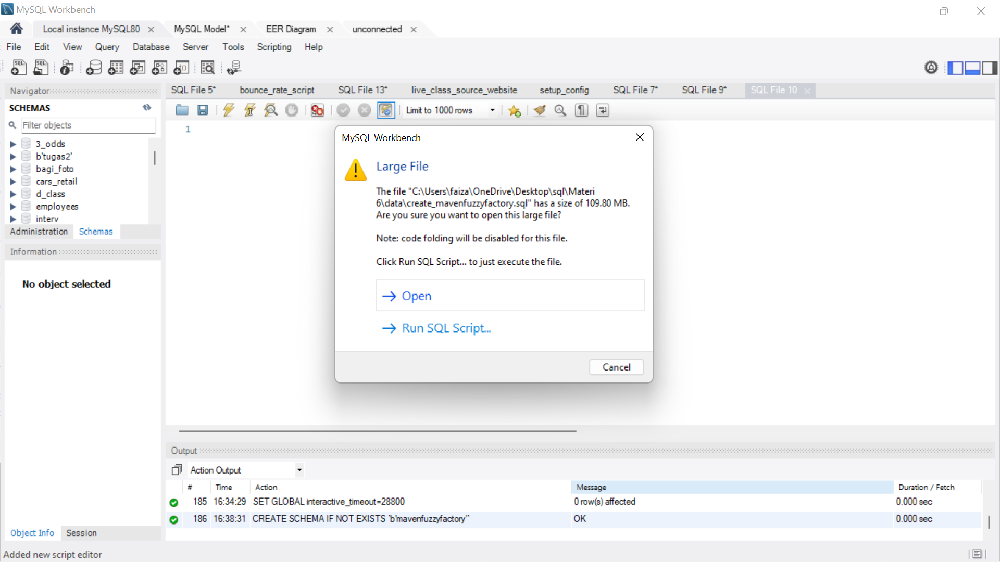 MySQL Workbench
Local instance MySQL80
MySQL Model*
EER Diagram
unconnected
File Edit View Query Database Server Tools Scripting Help
Navigator
SCHEMAS
Filter objects
3_odds
b'tugas2'
bagi_foto
cars_retail
d_class
employees
interv
Administration Schemas
Information
No object selected
Object Info Session
SQL File 5* bounce_rate_script SQL File 13* live_class_source_website setup_config SQL File 7* SQL File 9* SQL File 10
Limit to 1000 rows
1
MySQL Workbench
Large File
The file "C:\Users\faiza\OneDrive\Desktop\sql\Materi
6\data\create_mavenfuzzyfactory.sql" has a size of 109.80 MB.
Are you sure you want to open this large file?
Note: code folding will be disabled for this file.
Click Run SQL Script... to just execute the file.
Open
Run SQL Script...
Cancel
Output
Action Output
# Time Action Message Duration / Fetch
185 16:34:29 SET GLOBAL interactive_timeout=28800 0 row(s) affected 0.000 sec
186 16:38:31 CREATE SCHEMA IF NOT EXISTS `b'mavenfuzzyfactory'` OK 0.000 sec
Added new script editor